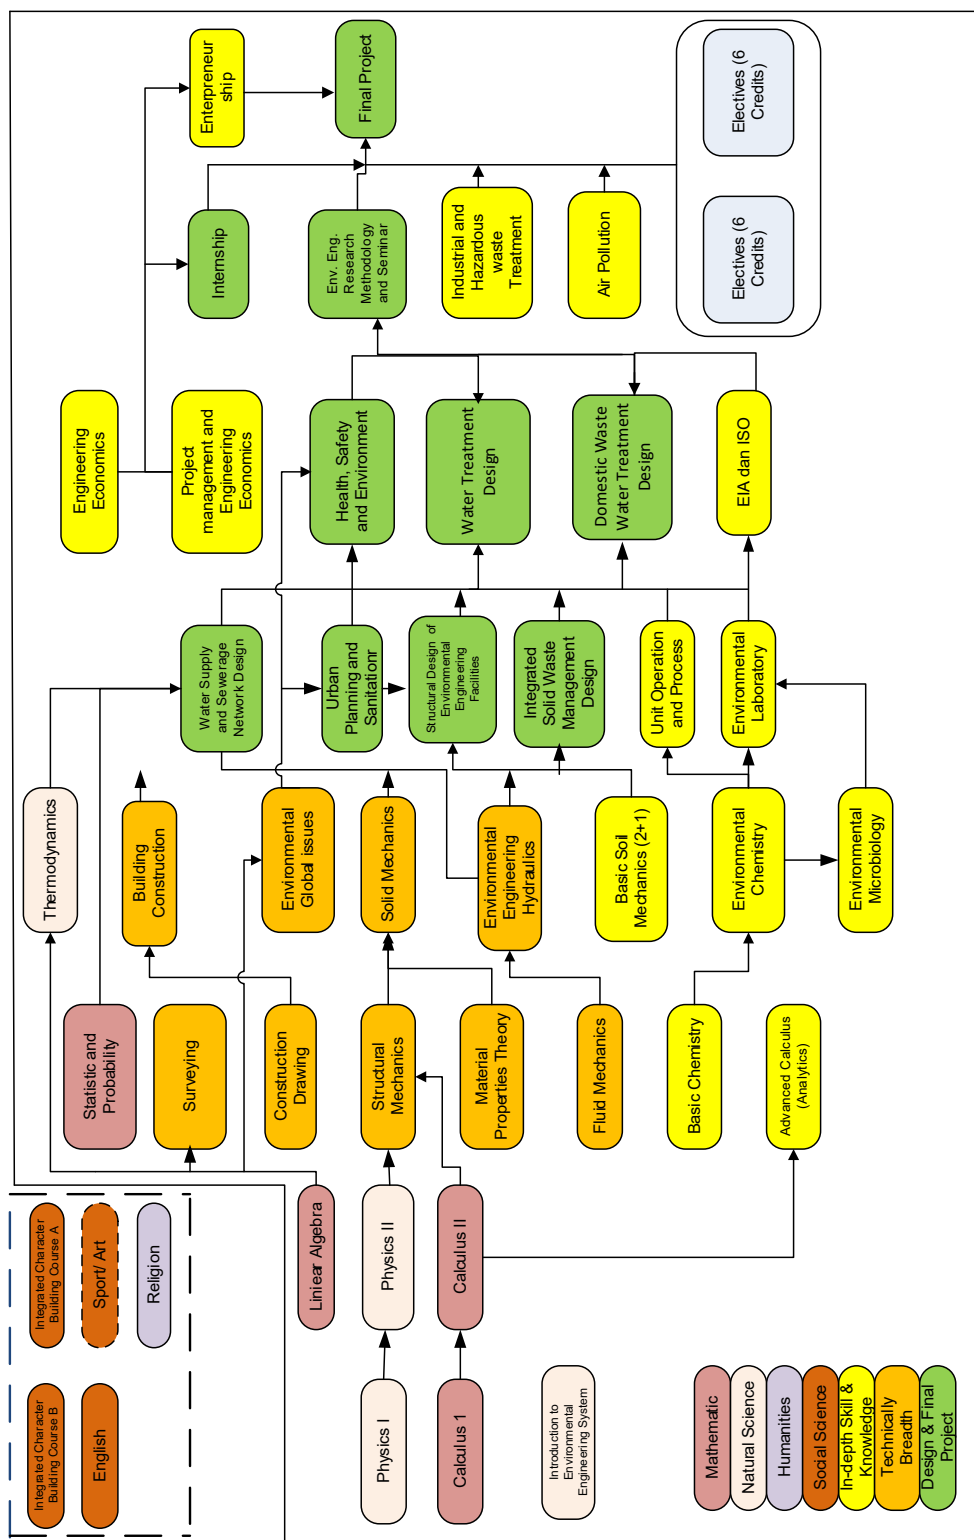 Integrated Character
Building Course B
English
Integrated Character
Building Course A
Sport/ Art
Religion
Physics I
Calculus 1
Introduction to
Environmental
Engineering System
Liniear Algebra
Physics II
Calculus II
Statistic and
Probability
Surveying
Construction
Drawing
Structural
Mechanics
Material
Properties Theory
Fluid Mechanics
Basic Chemistry
Advanced Calculus
(Analytics)
Thermodynamics
Building
Construction
Environmental
Global issues
Solid Mechanics
Environmental
Engineering
Hydraulics
Basic Soil
Mechanics (2+1)
Environmental
Chemistry
Environmental
Microbiology
Water Supply
and Sewerage
Network Design
Urban
Planning and
Sanitationr
Structural Design of
Environmental
Engineering
Facilities
Integrated
Solid Waste
Management
Design
Unit Operation
and Process
Environmental
Laboratory
Engineering
Economics
Project
management and
Engineering
Economics
Health, Safety
and Environment
Water Treatment
Design
Domestic Waste
Water Treatment
Design
EIA dan ISO
Internship
Env. Eng.
Research
Methodology
and Seminar
Industrial and
Hazardous
waste
Treatment
Air Pollution
Electives (6
Credits)
Enterpreneur
ship
Final Project
Electives (6
Credits)
Mathematic
Natural Science
Humanities
Social Science
In-depth Skill &
Knowledge
Technically
Breadth
Design & Final
Project